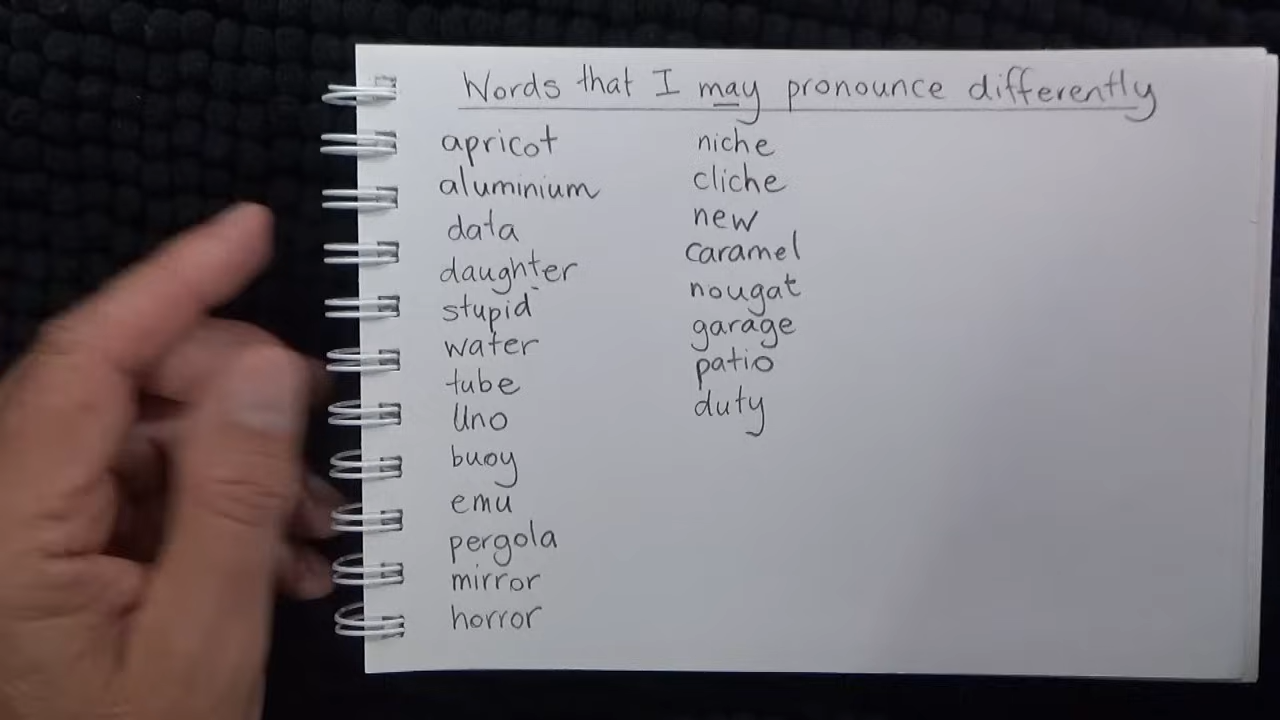 Words that I may pronounce differently
apricot
aluminium
data
daughter
stupid
water
tube
Uno
buoy
emu
pergola
mirror
horror
niche
cliche
new
caramel
nougat
garage
patio
duty